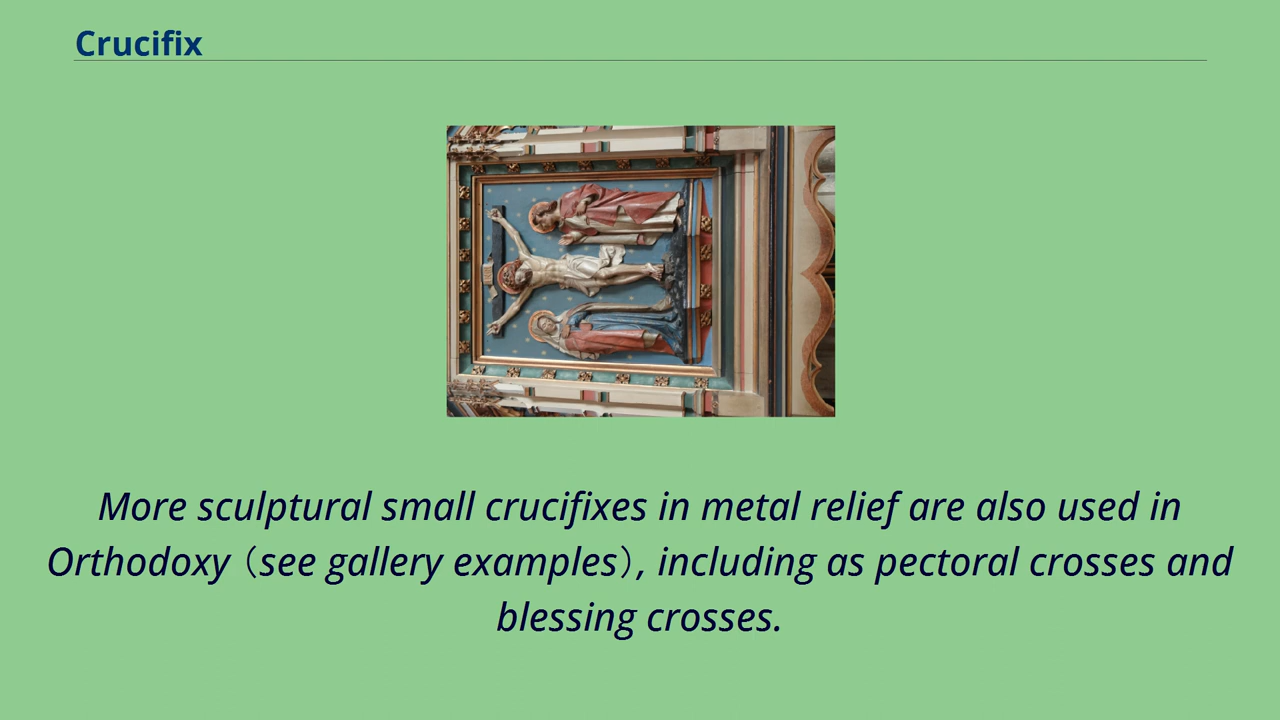 Crucifix
More sculptural small crucifixes in metal relief are also used in
Orthodoxy（see gallery examples）, including as pectoral crosses and
blessing crosses.